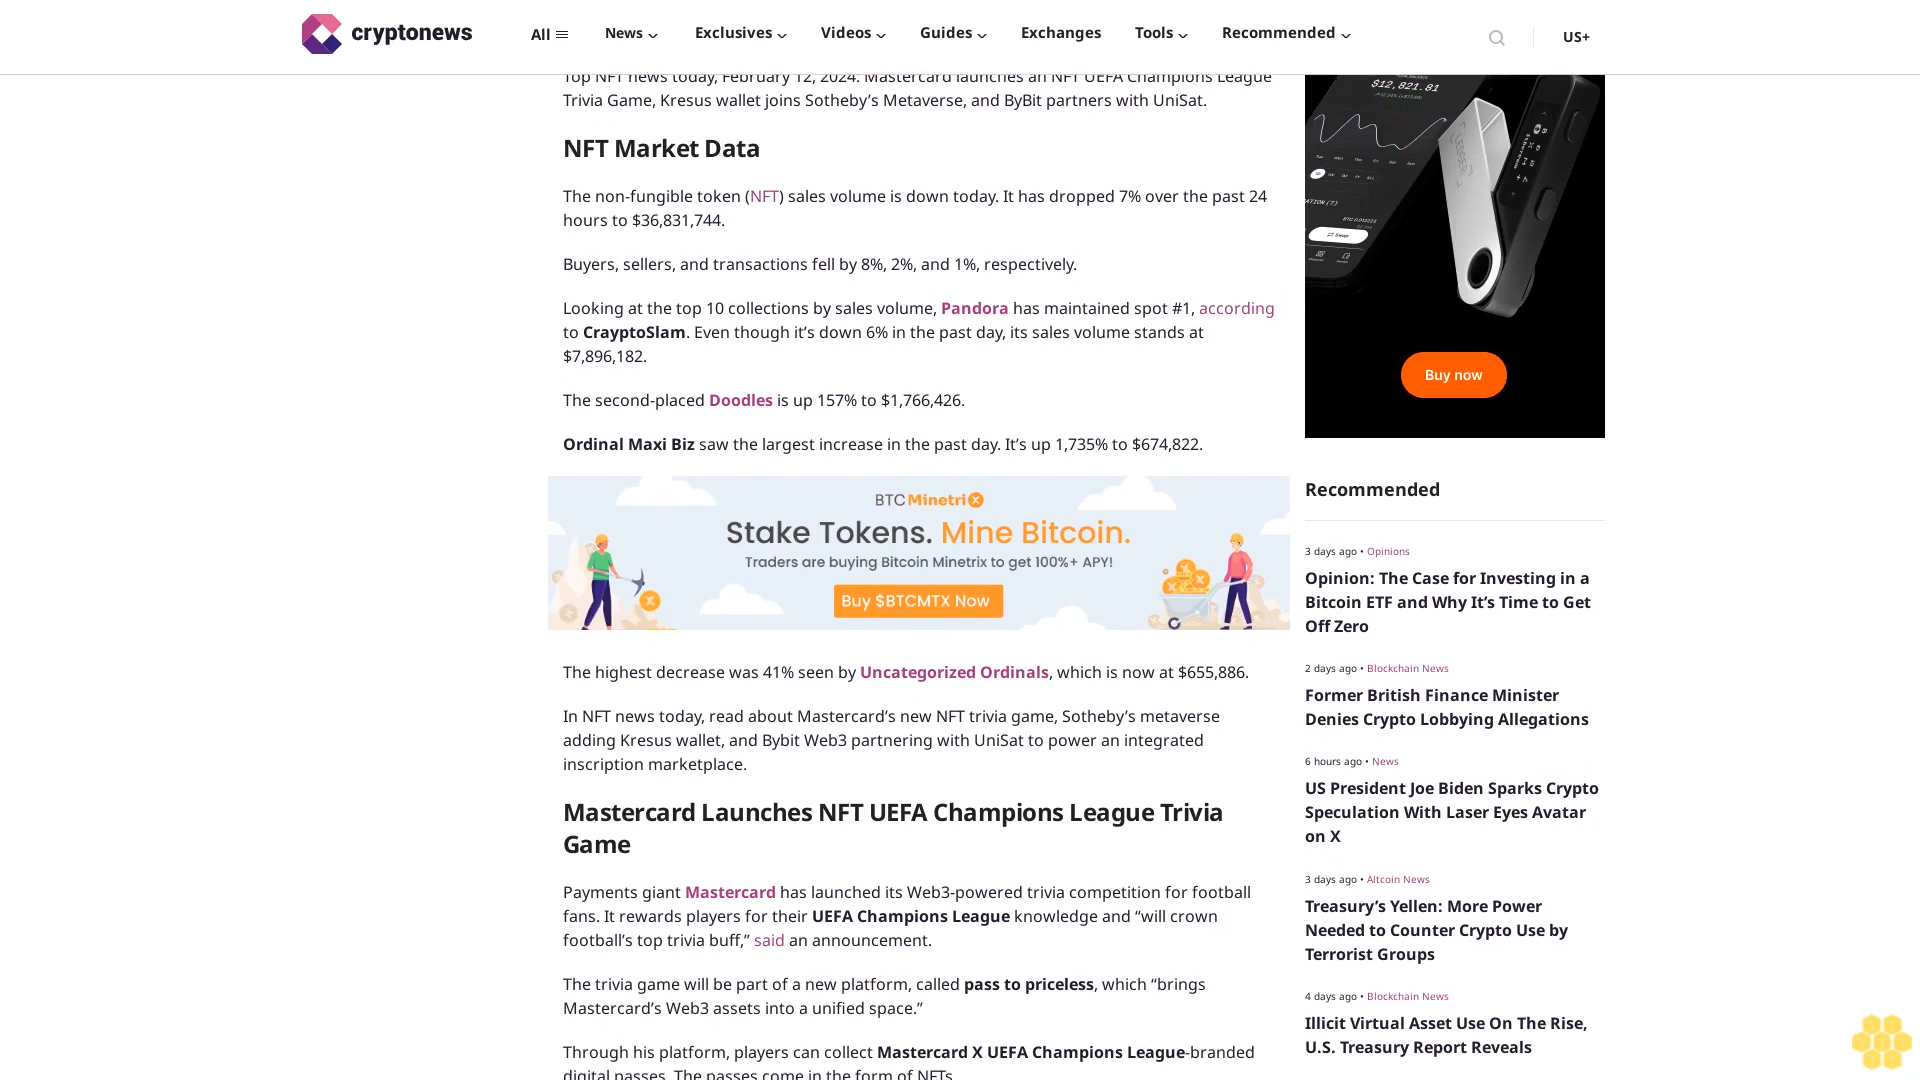 cryptonews
All
News
Exclusives
Videos
Guides
Exchanges
Tools
Recommended
US+
Top NFT news today, February 12, 2024. Mastercard launches an NFT UEFA Champions League
Trivia Game, Kresus wallet joins Sotheby’s Metaverse, and ByBit partners with UniSat.
NFT Market Data
The non-fungible token (NFT) sales volume is down today. It has dropped 7% over the past 24
hours to $36,831,744.
Buyers, sellers, and transactions fell by 8%, 2%, and 1%, respectively.
Looking at the top 10 collections by sales volume, Pandora has maintained spot #1, according
to CrayptoSlam. Even though it’s down 6% in the past day, its sales volume stands at
$7,896,182.
The second-placed Doodles is up 157% to $1,766,426.
Ordinal Maxi Biz saw the largest increase in the past day. It’s up 1,735% to $674,822.
BTC Minetrix
Stake Tokens. Mine Bitcoin.
Traders are buying Bitcoin Minetrix to get 100%+ APY!
Buy $BTCMTX Now
The highest decrease was 41% seen by Uncategorized Ordinals, which is now at $655,886.
In NFT news today, read about Mastercard’s new NFT trivia game, Sotheby’s metaverse
adding Kresus wallet, and Bybit Web3 partnering with UniSat to power an integrated
inscription marketplace.
Mastercard Launches NFT UEFA Champions League Trivia
Game
Payments giant Mastercard has launched its Web3-powered trivia competition for football
fans. It rewards players for their UEFA Champions League knowledge and “will crown
football’s top trivia buff,” said an announcement.
The trivia game will be part of a new platform, called pass to priceless, which “brings
Mastercard’s Web3 assets into a unified space.”
Through his platform, players can collect Mastercard X UEFA Champions League-branded
digital passes. The passes come in the form of NFTs.
$12,821.81
LEDGER
Swap
Buy now
Recommended
3 days ago • Opinions
Opinion: The Case for Investing in a
Bitcoin ETF and Why It’s Time to Get
Off Zero
2 days ago • Blockchain News
Former British Finance Minister
Denies Crypto Lobbying Allegations
6 hours ago • News
US President Joe Biden Sparks Crypto
Speculation With Laser Eyes Avatar
on X
3 days ago • Altcoin News
Treasury’s Yellen: More Power
Needed to Counter Crypto Use by
Terrorist Groups
4 days ago • Blockchain News
Illicit Virtual Asset Use On The Rise,
U.S. Treasury Report Reveals